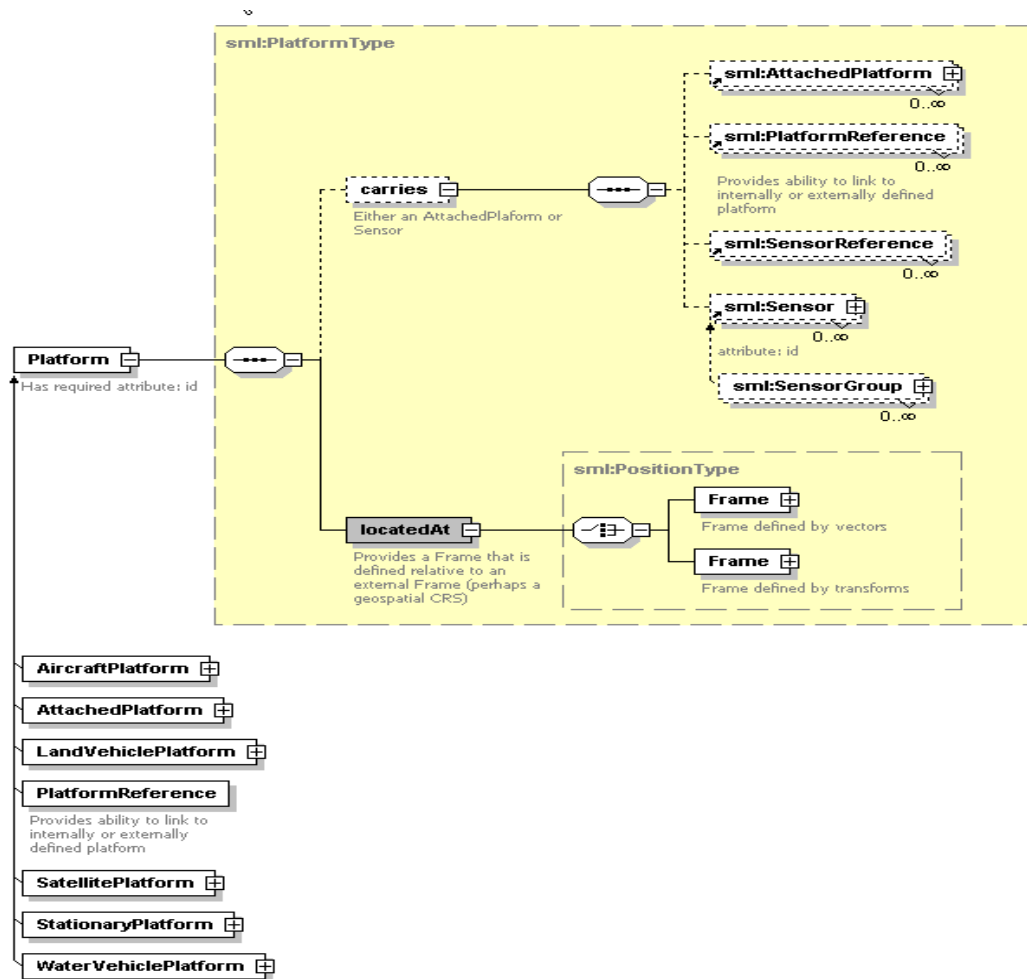 sml:PlatformType
sml:AttachedPlatform
0..∞
sml:PlatformReference
0..∞
Provides ability to link to
internally or externally defined
platform
carries
Either an AttachedPlaform or
Sensor
sml:SensorReference
0..∞
sml:Sensor
0..∞
attribute: id
sml:SensorGroup
0..∞
Platform
Has required attribute: id
sml:PositionType
Frame
Frame defined by vectors
locatedAt
Provides a Frame that is
defined relative to an
external Frame (perhaps a
geospatial CRS)
Frame
Frame defined by transforms
AircraftPlatform
AttachedPlatform
LandVehiclePlatform
PlatformReference
Provides ability to link to
internally or externally
defined platform
SatellitePlatform
StationaryPlatform
WaterVehiclePlatform